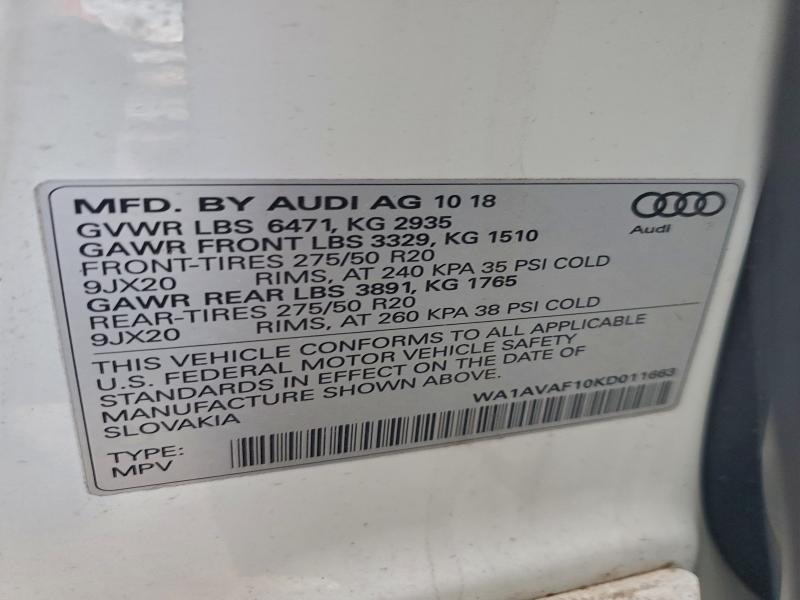 MFD. BY AUDI AG 10 18
GVWR LBS 6471, KG 2935
GAWR FRONT LBS 3329, KG 1510
FRONT-TIRES 275/50 R20
9JX20 RIMS, AT 240 KPA 35 PSI COLD
GAWR REAR LBS 3891, KG 1765
REAR-TIRES 275/50 R20
9JX20 RIMS, AT 260 KPA 38 PSI COLD
Audi
THIS VEHICLE CONFORMS TO ALL APPLICABLE
U.S. FEDERAL MOTOR VEHICLE SAFETY
STANDARDS IN EFFECT ON THE DATE OF
MANUFACTURE SHOWN ABOVE.
SLOVAKIA
WA1AVAF10KD011663
TYPE:
MPV